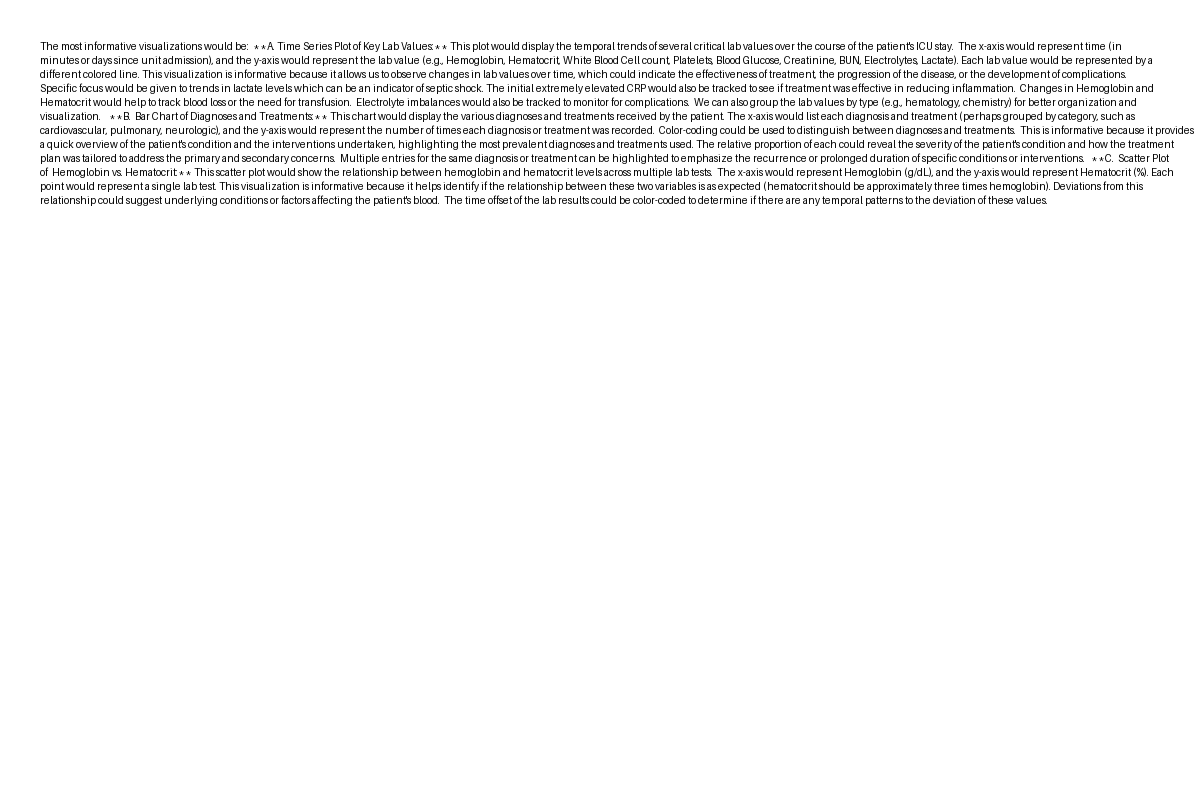 The most informative visualizations would be:  **A. Time Series Plot of Key Lab Values:** This plot would display the temporal trends of several critical lab values over the course of the patient's ICU stay.  The x-axis would represent time (in
minutes or days since unit admission), and the y-axis would represent the lab value (e.g., Hemoglobin, Hematocrit, White Blood Cell count, Platelets, Blood Glucose, Creatinine, BUN, Electrolytes, Lactate). Each lab value would be represented by a
different colored line. This visualization is informative because it allows us to observe changes in lab values over time, which could indicate the effectiveness of treatment, the progression of the disease, or the development of complications.
Specific focus would be given to trends in lactate levels which can be an indicator of septic shock. The initial extremely elevated CRP would also be tracked to see if treatment was effective in reducing inflammation.  Changes in Hemoglobin and
Hematocrit would help to track blood loss or the need for transfusion.  Electrolyte imbalances would also be tracked to monitor for complications.  We can also group the lab values by type (e.g., hematology, chemistry) for better organization and
visualization.    **B.  Bar Chart of Diagnoses and Treatments:** This chart would display the various diagnoses and treatments received by the patient. The x-axis would list each diagnosis and treatment (perhaps grouped by category, such as
cardiovascular, pulmonary, neurologic), and the y-axis would represent the number of times each diagnosis or treatment was recorded.  Color-coding could be used to distinguish between diagnoses and treatments.  This is informative because it provides
a quick overview of the patient's condition and the interventions undertaken, highlighting the most prevalent diagnoses and treatments used. The relative proportion of each could reveal the severity of the patient's condition and how the treatment
plan was tailored to address the primary and secondary concerns.  Multiple entries for the same diagnosis or treatment can be highlighted to emphasize the recurrence or prolonged duration of specific conditions or interventions.   **C.  Scatter Plot
of  Hemoglobin vs. Hematocrit:** This scatter plot would show the relationship between hemoglobin and hematocrit levels across multiple lab tests.  The x-axis would represent Hemoglobin (g/dL), and the y-axis would represent Hematocrit (%). Each
point would represent a single lab test. This visualization is informative because it helps identify if the relationship between these two variables is as expected (hematocrit should be approximately three times hemoglobin). Deviations from this
relationship could suggest underlying conditions or factors affecting the patient's blood.  The time offset of the lab results could be color-coded to determine if there are any temporal patterns to the deviation of these values.